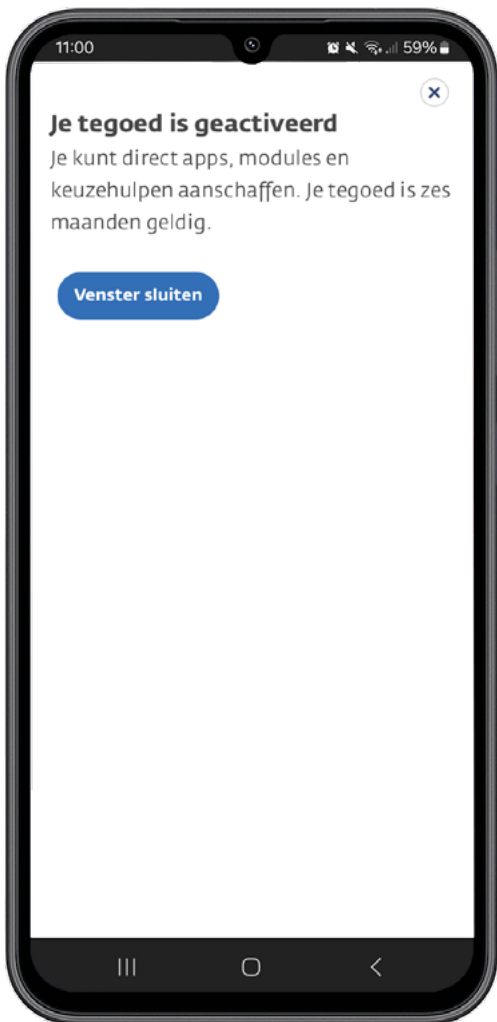 11:00
59%
Je tegoed is geactiveerd
Je kunt direct apps, modules en
keuzehulpen aanschaffen. Je tegoed is zes
maanden geldig.
Venster sluiten